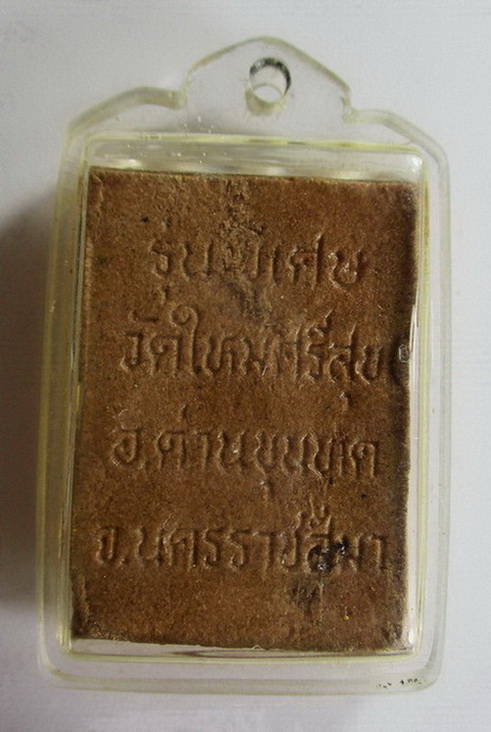 รุ่นพิเศษ
วัดใหม่ศรีสุข
อ.ด่านขุนทด
จ.นครราชสีมา